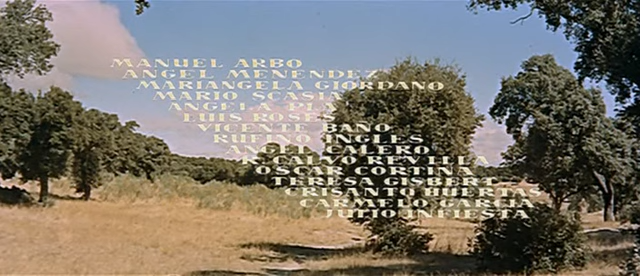 MANUEL ARBO
ANGEL MENENDEZ
MARIANGELA GIORDANO
MARIO
ANGELA PLA
LUIS ROSES
VICENTE BAÑO
RUFINO INGLES
ANGEL CALERO
CALVO REVILLA
OSCAR CORTINA
TERESA GISBERT
CRISANTO HUERTAS
CARMELO GARCIA
JULIO INFIESTA